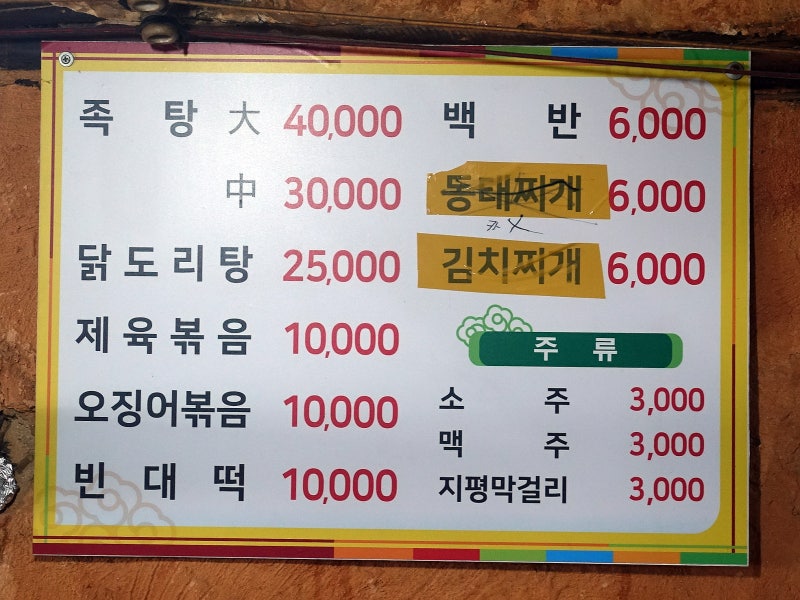 족 탕 大 40,000
中 30,000
닭도리탕 25,000
제육볶음 10,000
오징어볶음 10,000
빈 대 떡 10,000
백 반 6,000
동태찌개 6,000
김치찌개 6,000
주 류
소 주 3,000
맥 주 3,000
지평막걸리 3,000